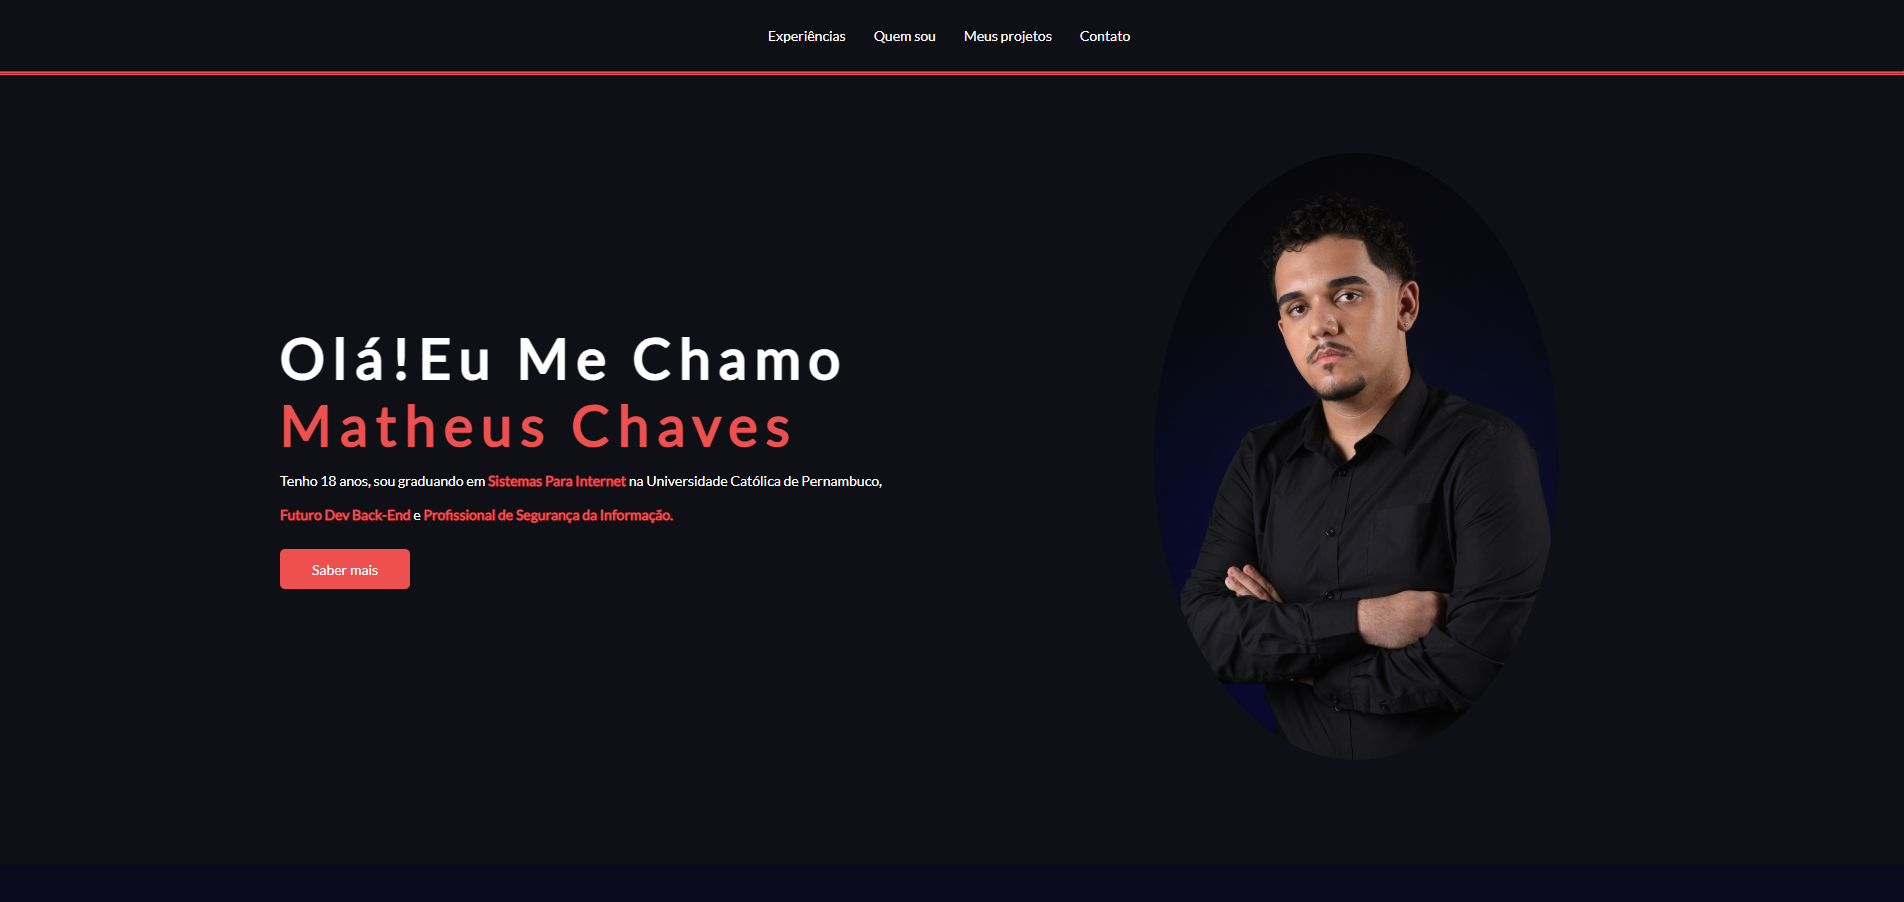 Experiências Quem sou Meus projetos Contato
Olá!Eu Me Chamo
Matheus Chaves
Tenho 18 anos, sou graduando em Sistemas Para Internet na Universidade Católica de Pernambuco,
Futuro Dev Back-End e Profissional de Segurança da Informação.
Saber mais